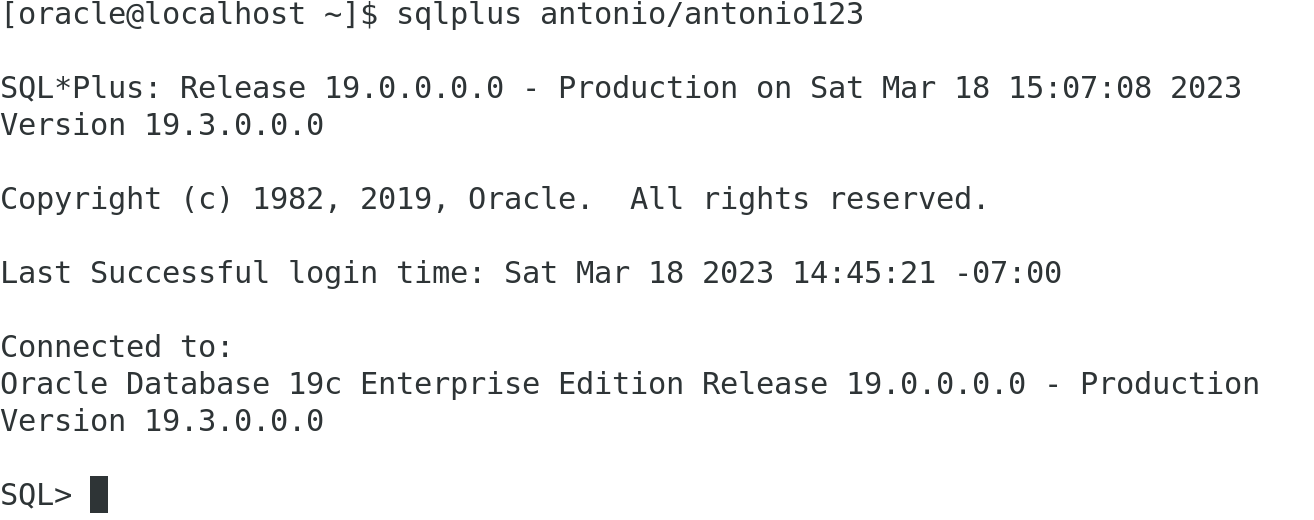 [oracle@localhost ~]$ sqlplus antonio/antonio123
SQL*Plus: Release 19.0.0.0.0 - Production on Sat Mar 18 15:07:08 2023
Version 19.3.0.0.0
Copyright (c) 1982, 2019, Oracle.  All rights reserved.
Last Successful login time: Sat Mar 18 2023 14:45:21 -07:00
Connected to:
Oracle Database 19c Enterprise Edition Release 19.0.0.0.0 - Production
Version 19.3.0.0.0
SQL>